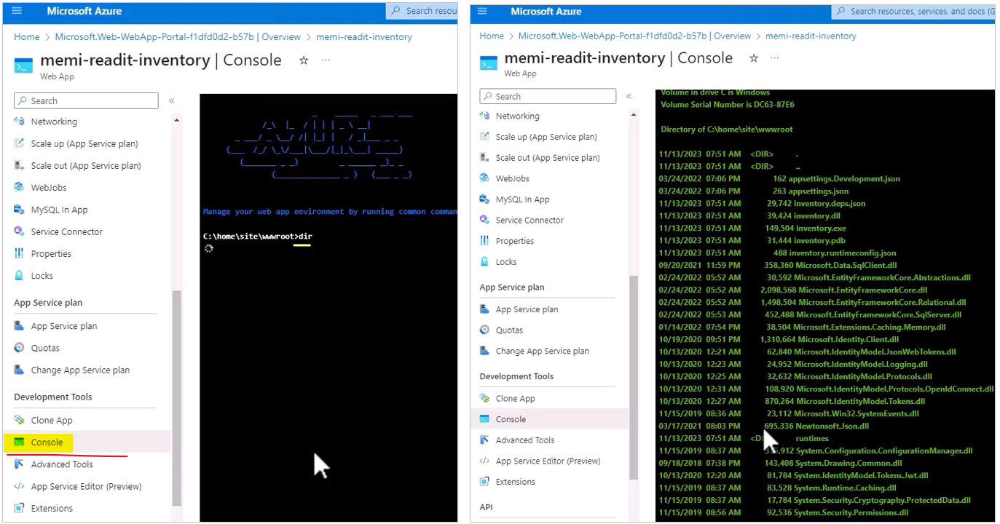 Microsoft Azure
Search resou
Home > Microsoft.Web-WebApp-Portal-f1dfd0d2-b57b | Overview > memi-readit-inventory
memi-readit-inventory | Console
Web App
Search
Networking
Scale up (App Service plan)
Scale out (App Service plan)
WebJobs
MySQL In App
Service Connector
Properties
Locks
App Service plan
App Service plan
Quotas
Change App Service plan
Development Tools
Clone App
Console
Advanced Tools
App Service Editor (Preview)
Extensions
AZURE
Manage your web app environment by running common comman
C:\home\site\wwwroot>dir
Microsoft Azure
Search resources, services, and docs (G
Home > Microsoft.Web-WebApp-Portal-f1dfd0d2-b57b | Overview > memi-readit-inventory
memi-readit-inventory | Console
Web App
Search
Networking
Scale up (App Service plan)
Scale out (App Service plan)
WebJobs
MySQL In App
Service Connector
Properties
Locks
App Service plan
App Service plan
Quotas
Change App Service plan
Development Tools
Clone App
Console
Advanced Tools
App Service Editor (Preview)
Extensions
API
Volume in drive C is Windows
Volume Serial Number is DC63-87E6
Directory of C:\home\site\wwwroot
11/13/2023 07:51 AM <DIR> .
11/13/2023 07:51 AM <DIR> ..
03/24/2022 07:06 PM 162 appsettings.Development.json
03/24/2022 07:06 PM 263 appsettings.json
11/13/2023 07:51 AM 29,742 inventory.deps.json
11/13/2023 07:51 AM 39,424 inventory.dll
11/13/2023 07:51 AM 149,504 inventory.exe
11/13/2023 07:51 AM 31,444 inventory.pdb
11/13/2023 07:51 AM 488 inventory.runtimeconfig.json
09/20/2021 11:59 PM 358,360 Microsoft.Data.SqlClient.dll
02/24/2022 05:52 AM 30,592 Microsoft.EntityFrameworkCore.Abstractions.dll
02/24/2022 05:52 AM 2,098,568 Microsoft.EntityFrameworkCore.dll
02/24/2022 05:52 AM 1,498,504 Microsoft.EntityFrameworkCore.Relational.dll
02/24/2022 05:53 AM 452,488 Microsoft.EntityFrameworkCore.SqlServer.dll
01/14/2022 07:54 PM 38,504 Microsoft.Extensions.Caching.Memory.dll
10/19/2020 09:51 PM 1,310,664 Microsoft.Identity.Client.dll
10/13/2020 12:21 AM 62,840 Microsoft.IdentityModel.JsonWebTokens.dll
10/13/2020 12:23 AM 24,952 Microsoft.IdentityModel.Logging.dll
10/13/2020 12:25 AM 32,632 Microsoft.IdentityModel.Protocols.dll
10/13/2020 12:31 AM 108,920 Microsoft.IdentityModel.Protocols.OpenIdConnect.dll
10/13/2020 12:27 AM 870,264 Microsoft.IdentityModel.Tokens.dll
11/15/2019 08:36 AM 23,112 Microsoft.Win32.SystemEvents.dll
03/17/2021 08:03 PM 695,336 Newtonsoft.Json.dll
11/13/2023 07:51 AM runtimes
11/15/2019 08:37 AM System.Configuration.ConfigurationManager.dll
09/18/2018 07:38 PM 143,408 System.Drawing.Common.dll
10/13/2020 12:20 AM 81,784 System.IdentityModel.Tokens.Jwt.dll
11/15/2019 08:37 AM 83,528 System.Runtime.Caching.dll
11/15/2019 08:37 AM 17,784 System.Security.Cryptography.ProtectedData.dll
11/15/2019 08:56 AM 92,536 System.Security.Permissions.dll